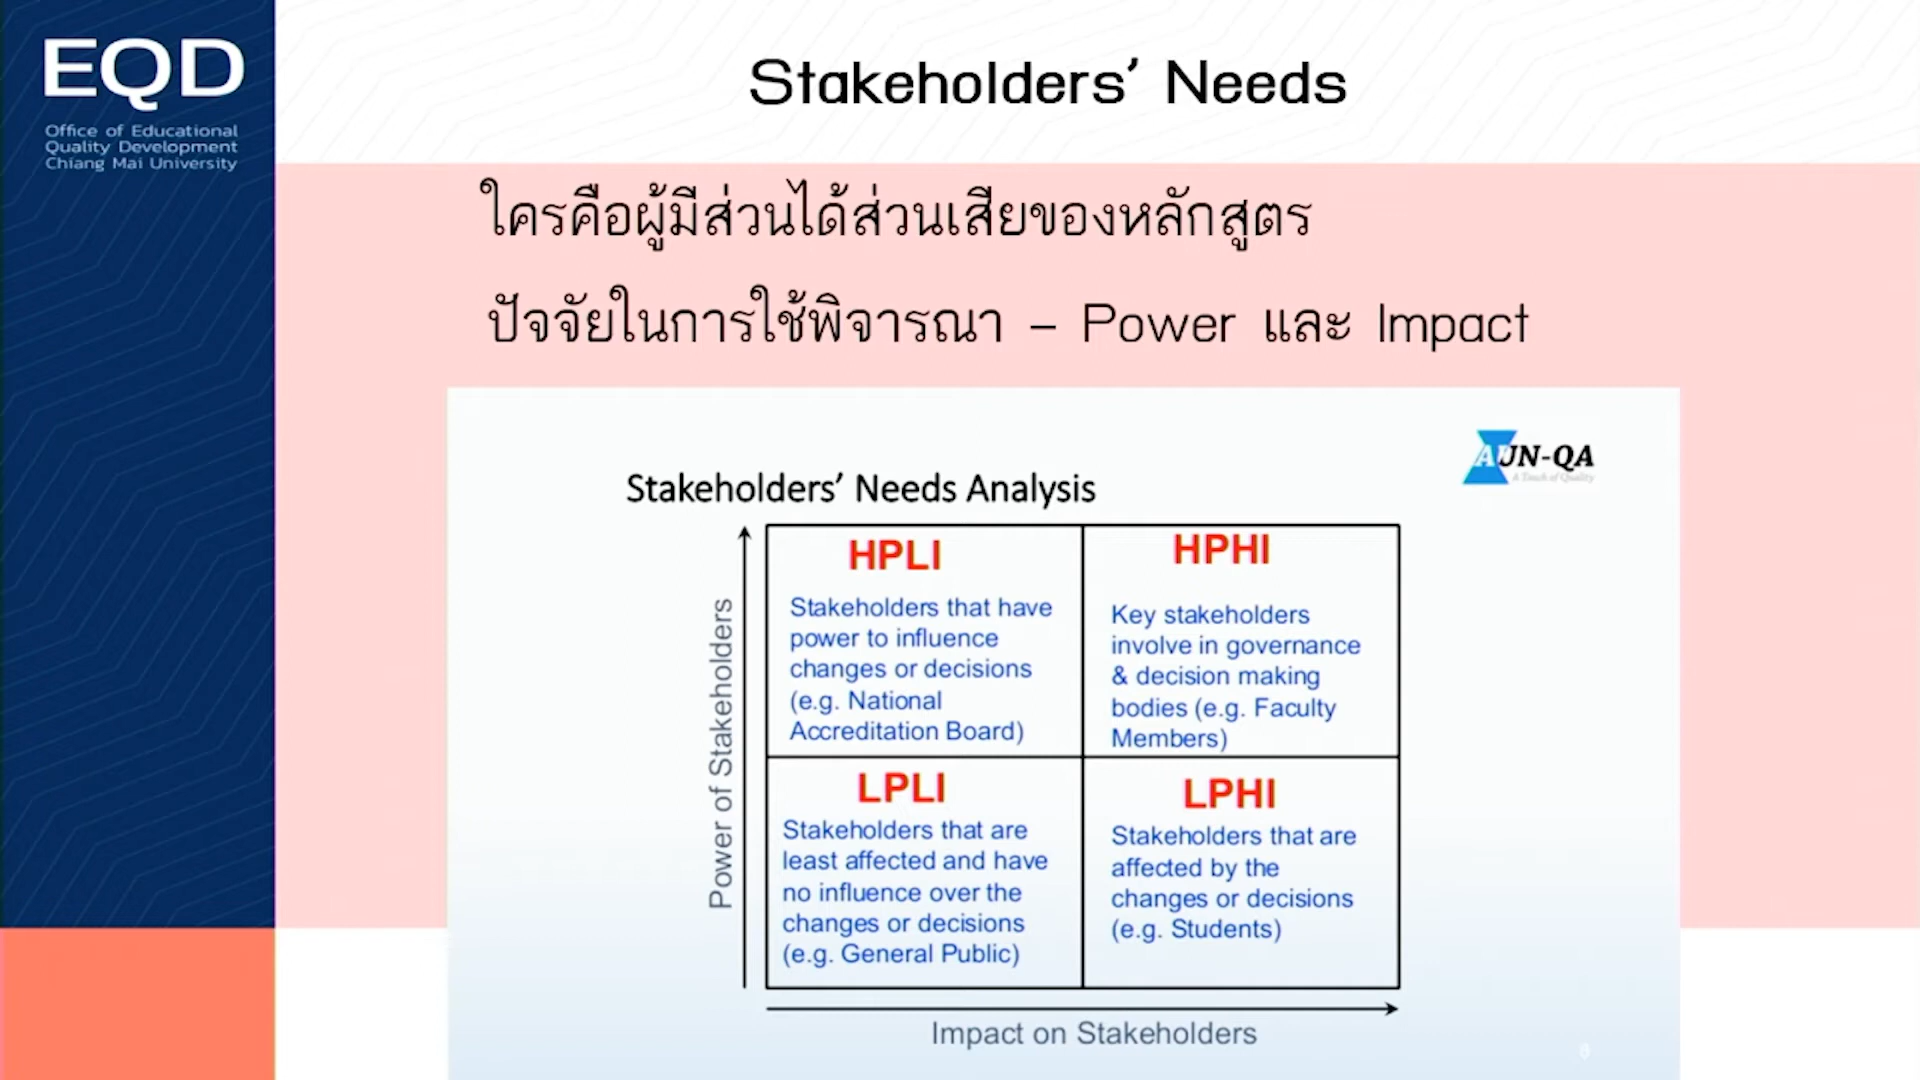 EQD
Office of Educational
Quality Development
Chiang Mai University
Stakeholders’ Needs
ใครคือผู้มีส่วนได้ส่วนเสียของหลักสูตร
ปัจจัยในการใช้พิจารณา – Power และ Impact
AUN-QA
A Touch of Quality
Stakeholders’ Needs Analysis
Power of Stakeholders
HPLI
Stakeholders that have
power to influence
changes or decisions
(e.g. National
Accreditation Board)
HPHI
Key stakeholders
involve in governance
& decision making
bodies (e.g. Faculty
Members)
LPLI
Stakeholders that are
least affected and have
no influence over the
changes or decisions
(e.g. General Public)
LPHI
Stakeholders that are
affected by the
changes or decisions
(e.g. Students)
Impact on Stakeholders